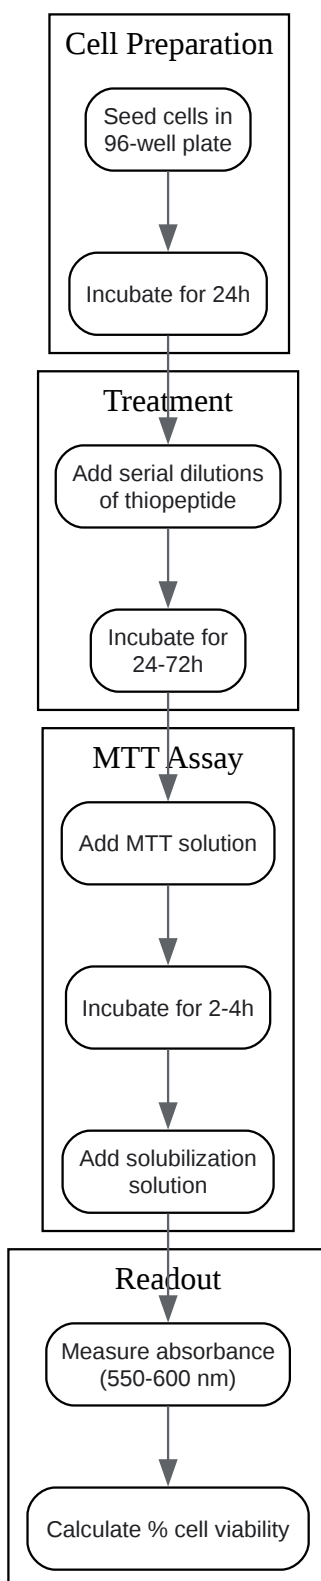 Cell Preparation
Seed cells in
96-well plate
Incubate for 24h
Treatment
Add serial dilutions
of thiopeptide
Incubate for
24-72h
MTT Assay
Add MTT solution
Incubate for 2-4h
Add solubilization
solution
Readout
Measure absorbance
(550-600 nm)
Calculate % cell viability